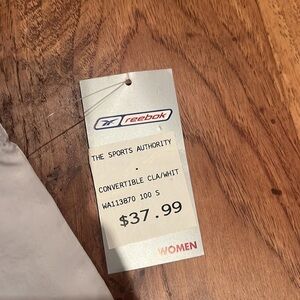 Reebok
THE SPORTS AUTHORITY
.
CONVERTIBLE CLA/WHIT
WA113870 100 S
$37.99
WOMEN